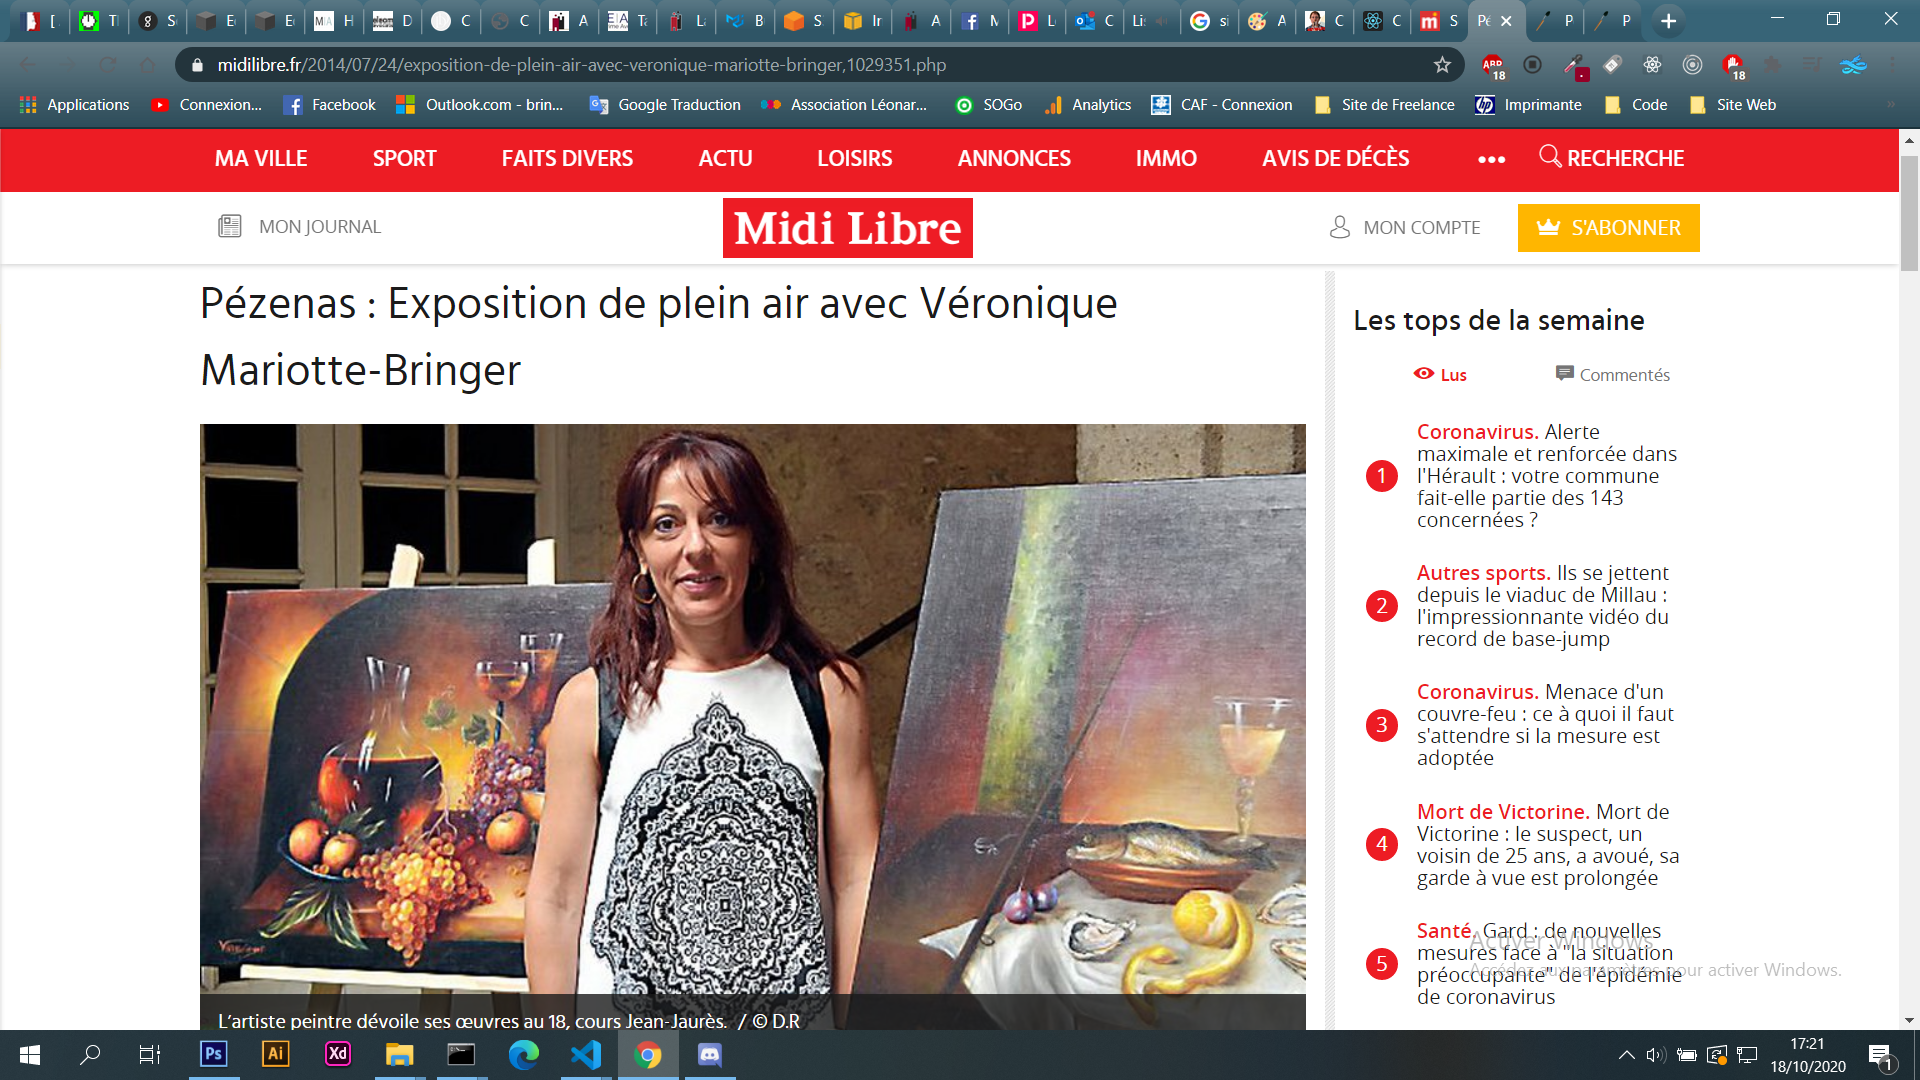 midilibre.fr/2014/07/24/exposition-de-plein-air-avec-veronique-mariotte-bringer,1029351.php
Applications
Connexion...
Facebook
Outlook.com - brin...
Google Traduction
Association Léonar...
SOGo
Analytics
CAF - Connexion
Site de Freelance
Imprimante
Code
Site Web
MA VILLE
SPORT
FAITS DIVERS
ACTU
LOISIRS
ANNONCES
IMMO
AVIS DE DÉCÈS
RECHERCHE
MON JOURNAL
Midi Libre
MON COMPTE
S'ABONNER
Pézenas : Exposition de plein air avec Véronique
Mariotte-Bringer
L'artiste peintre dévoile ses œuvres au 18, cours Jean-Jaurès. / © D.R
Les tops de la semaine
Lus
Commentés
1
Coronavirus. Alerte
maximale et renforcée dans
l'Hérault : votre commune
fait-elle partie des 143
concernées ?
2
Autres sports. Ils se jettent
depuis le viaduc de Millau :
l'impressionnante vidéo du
record de base-jump
3
Coronavirus. Menace d'un
couvre-feu : ce à quoi il faut
s'attendre si la mesure est
adoptée
4
Mort de Victorine. Mort de
Victorine : le suspect, un
voisin de 25 ans, a avoué, sa
garde à vue est prolongée
5
Santé. Gard : de nouvelles
mesures face à "la situation
préoccupante" de l'épidémie
de coronavirus
Activer Windows
Accédez aux paramètres pour activer Windows.
Ps
Ai
Xd
17:21
18/10/2020
1